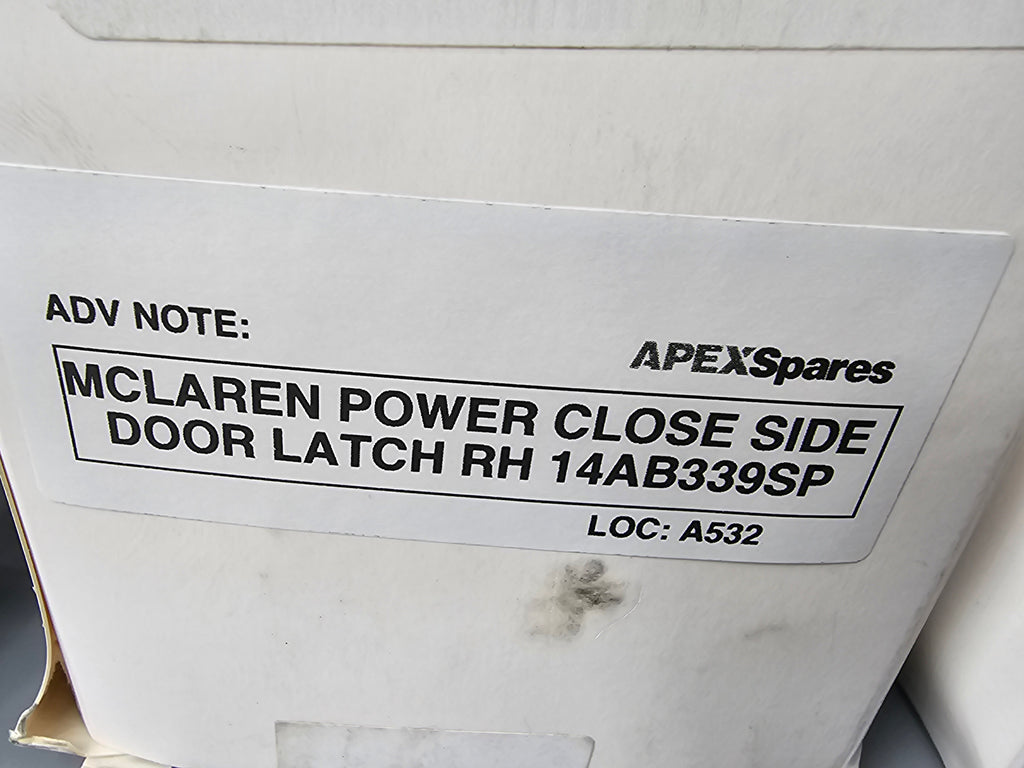 ADV NOTE:
APEXSpares
MCLAREN POWER CLOSE SIDE
DOOR LATCH RH 14AB339SP
LOC: A532